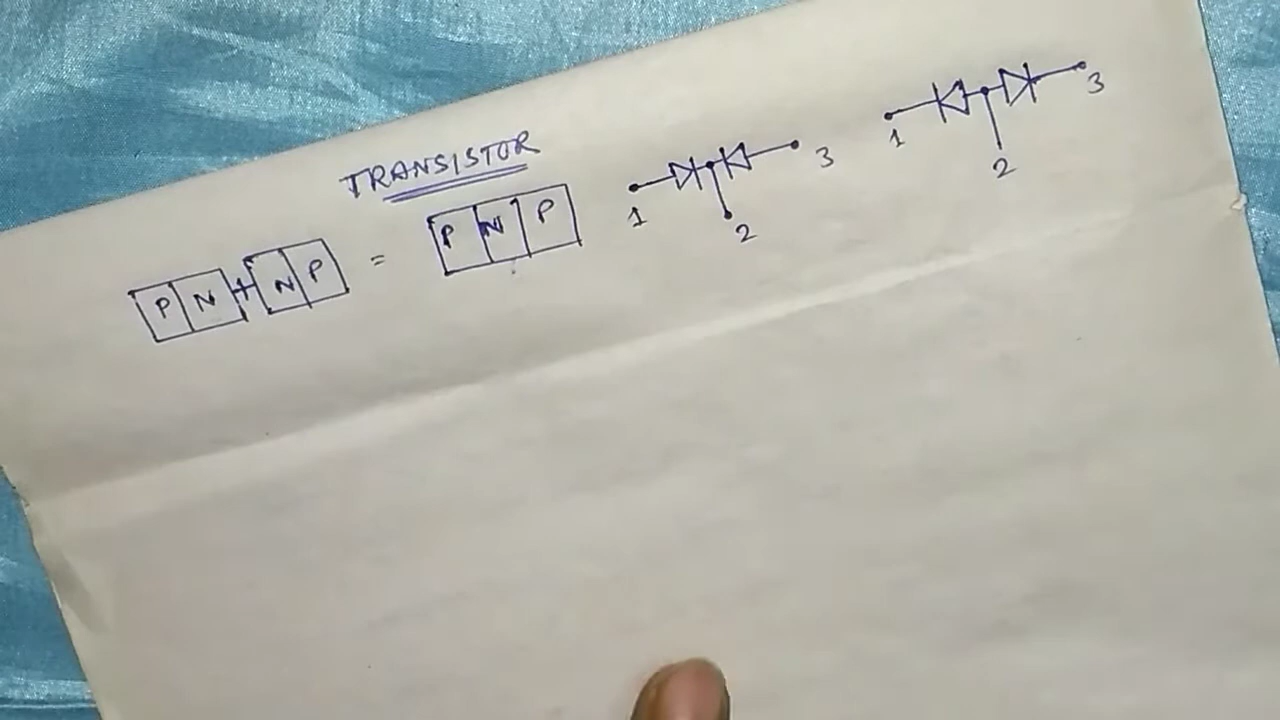 TRANSISTOR
P N + N P = P N P
1 2 3
1 2 3